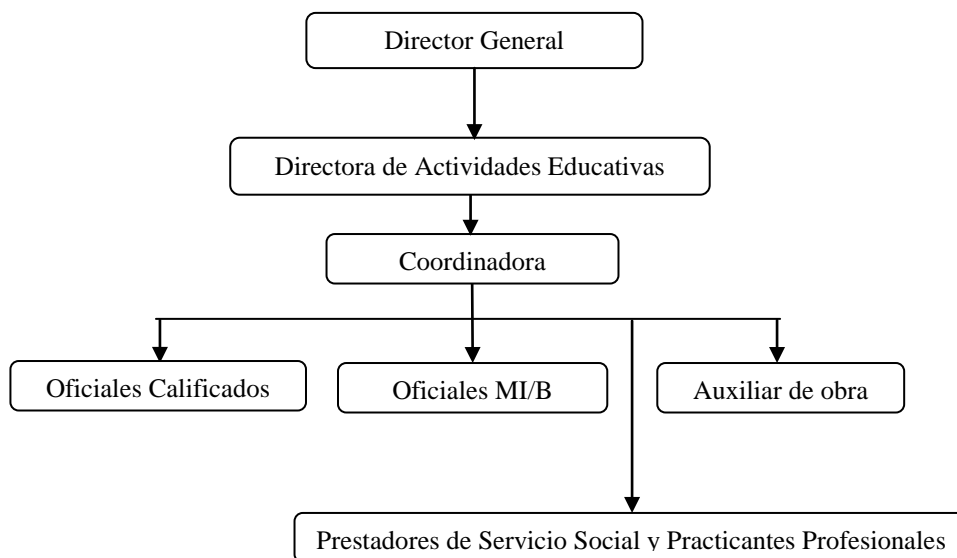 Director General
Directora de Actividades Educativas
Coordinadora
Oficiales Calificados
Oficiales MI/B
Auxiliar de obra
Prestadores de Servicio Social y Practicantes Profesionales